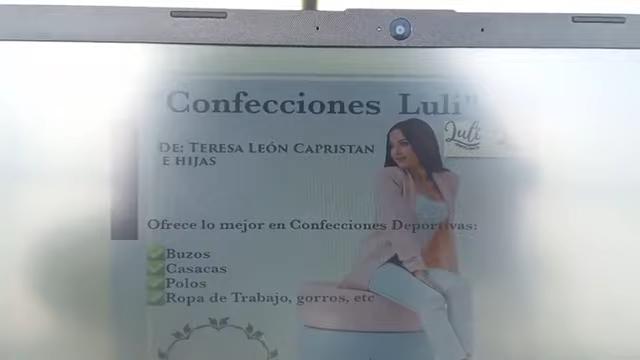 Confecciones Luli"
Luli
DE: TERESA LEÓN CAPRISTAN
E HIJAS
Ofrece lo mejor en Confecciones Deportivas:
Buzos
Casacas
Polos
Ropa de Trabajo, gorros, etc